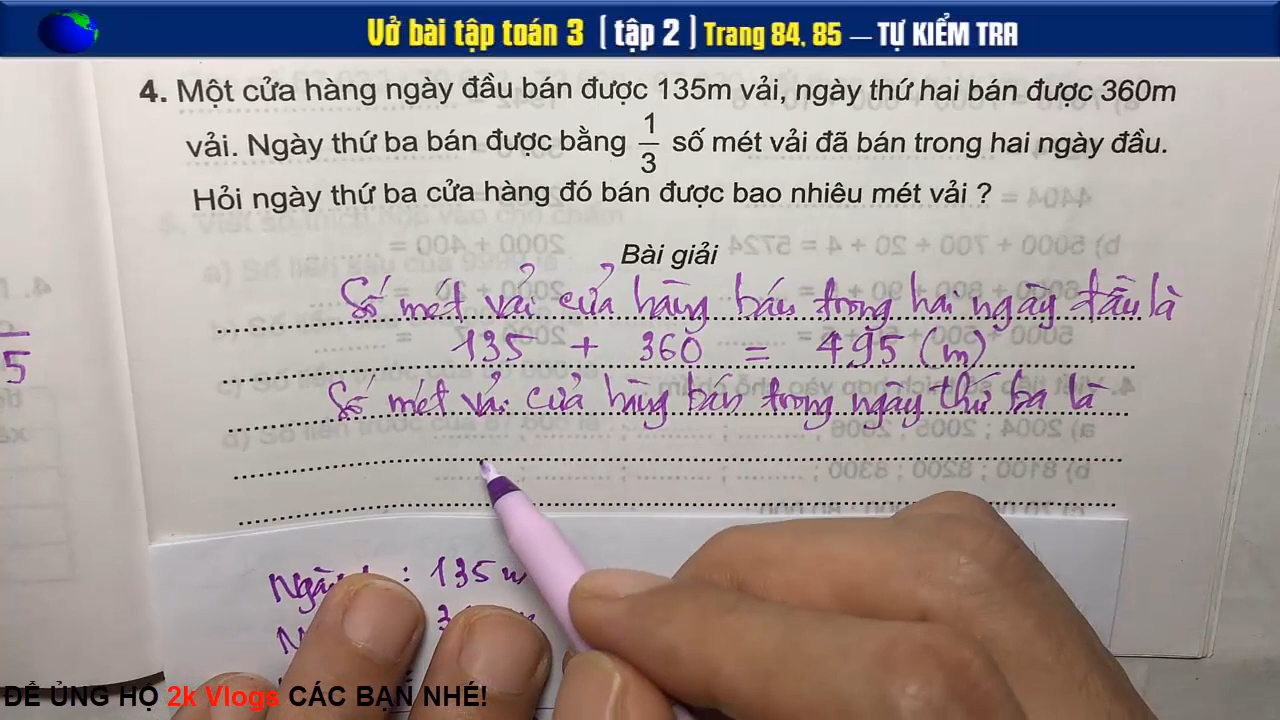 Vở bài tập toán 3 ( tập 2 ) Trang 84, 85 – TỰ KIỂM TRA
4. Một cửa hàng ngày đầu bán được 135m vải, ngày thứ hai bán được 360m
vải. Ngày thứ ba bán được bằng 1/3 số mét vải đã bán trong hai ngày đầu.
Hỏi ngày thứ ba cửa hàng đó bán được bao nhiêu mét vải ?
Bài giải
Số mét vải cửa hàng bán trong hai ngày đầu là
135 + 360 = 495 (m)
Số mét vải cửa hàng bán trong ngày thứ ba là
5
: 135 m
DỂ ỦNG HỘ 2k Vlogs CÁC BẠN NHÉ!